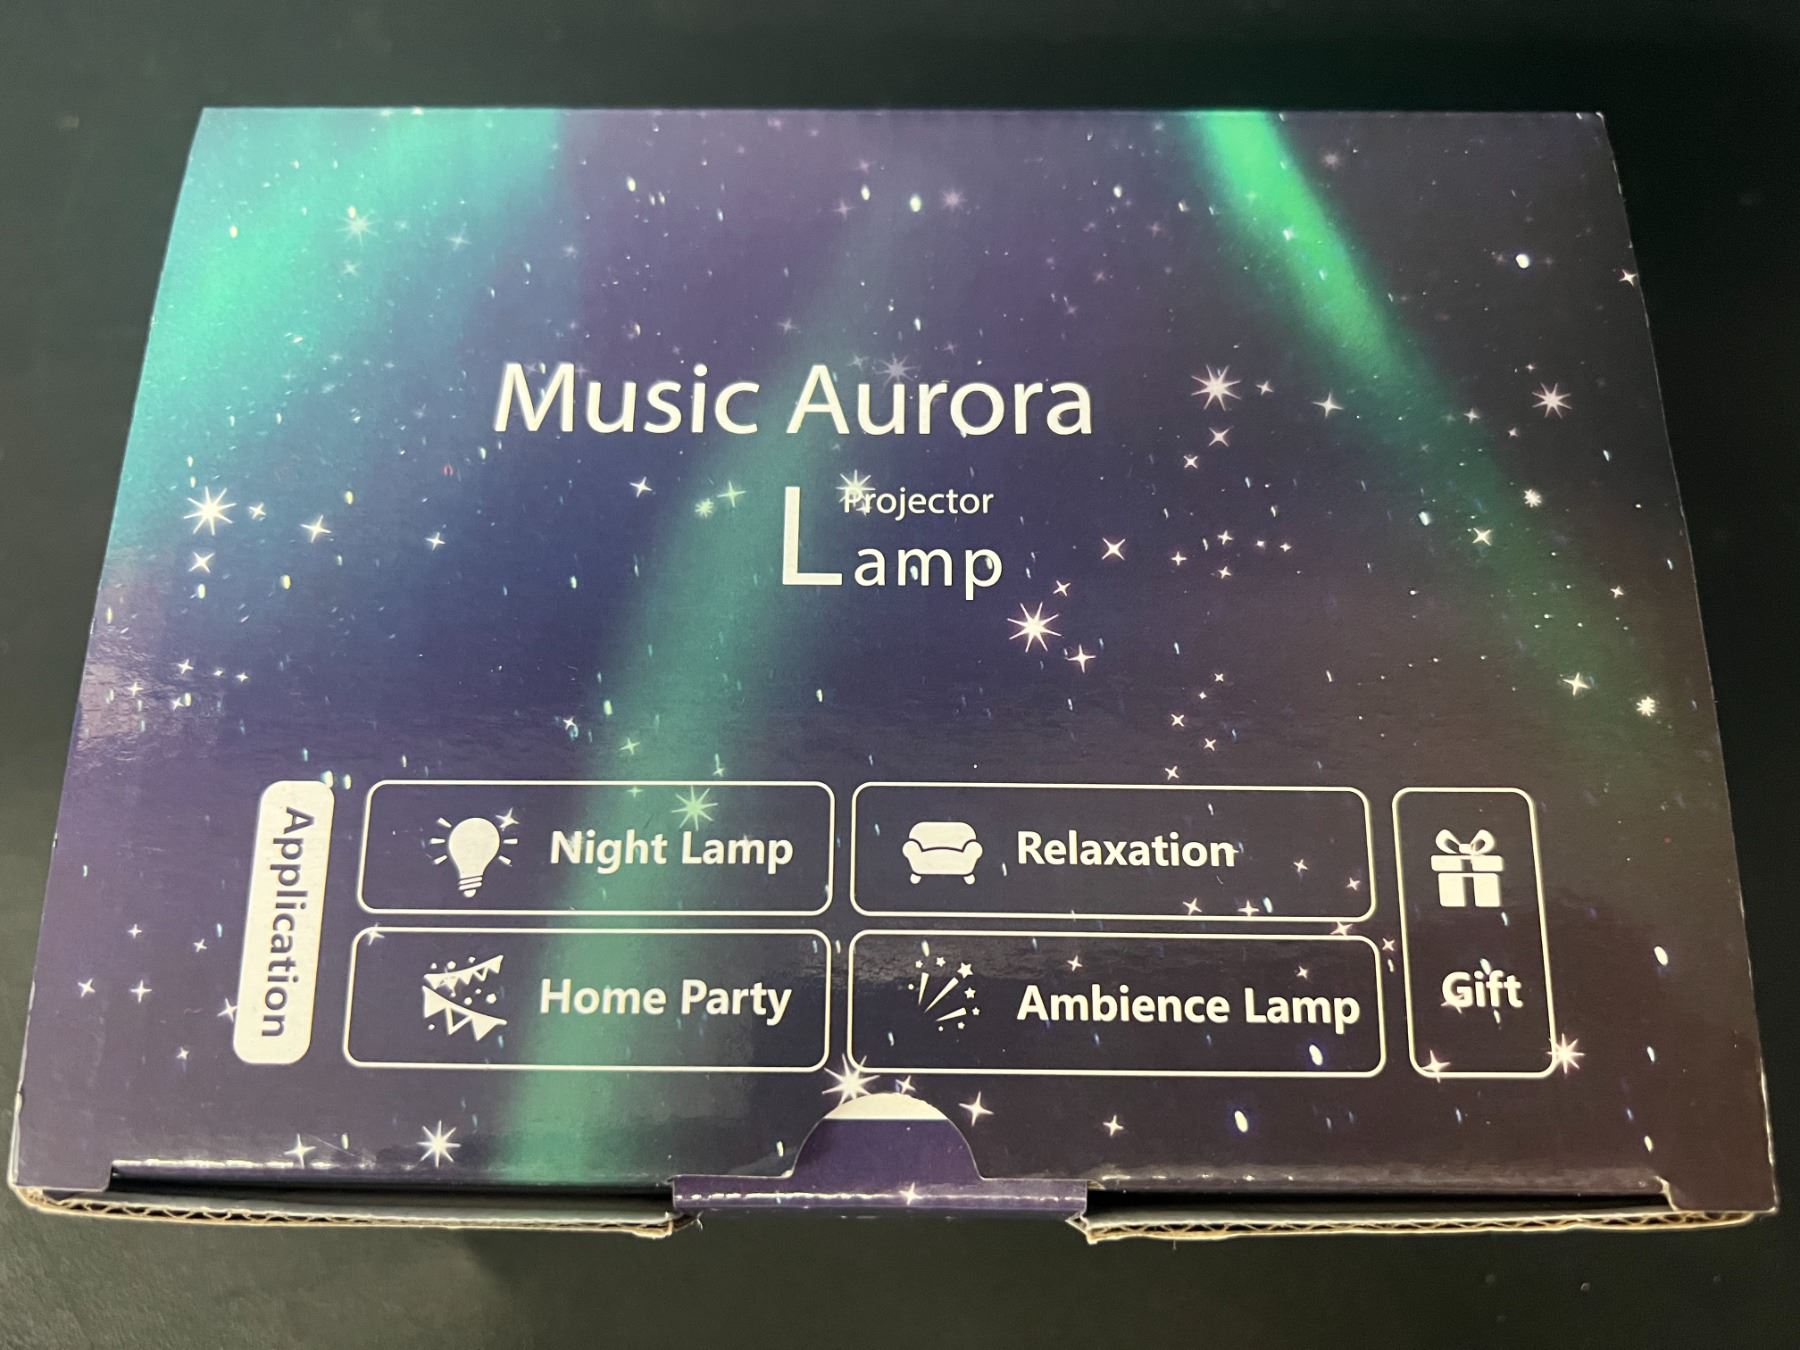 Music Aurora
Projector
Lamp
Application
Night Lamp
Relaxation
Home Party
Ambience Lamp
Gift